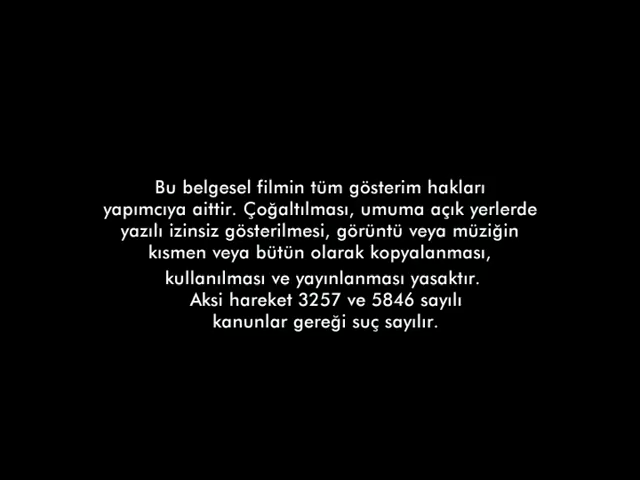 Bu belgesel filmin tüm gösterim hakları
yapımcıya aittir. Çoğaltılması, umuma açık yerlerde
yazılı izinsiz gösterilmesi, görüntü veya müziğin
kısmen veya bütün olarak kopyalanması,
kullanılması ve yayınlanması yasaktır.
Aksi hareket 3257 ve 5846 sayılı
kanunlar gereği suç sayılır.